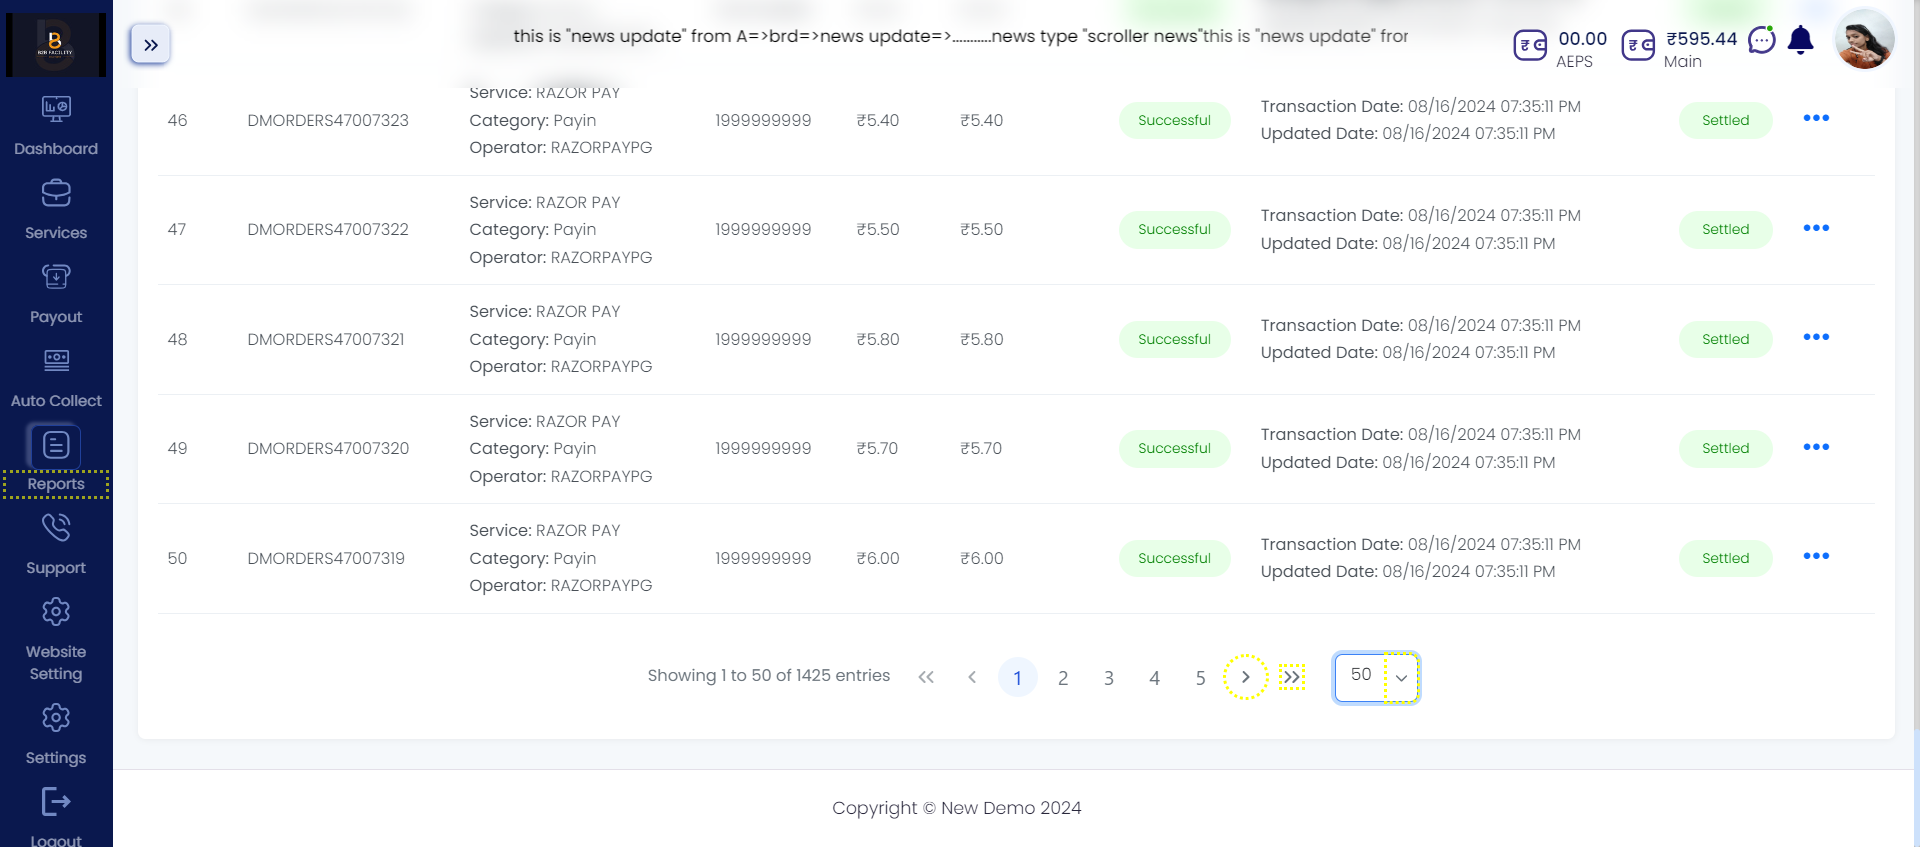 B2B FACILITY
this is "news update" from A=>brd=>news update=>...........news type "scroller news"this is "news update" from
00.00
AEPS
₹595.44
Main
Dashboard
Services
Payout
Auto Collect
Reports
Support
Website
Setting
Settings
Logout
Service: RAZOR PAY
46 DMORDERS47007323 Category: Payin 1999999999 ₹5.40 ₹5.40 Successful Transaction Date: 08/16/2024 07:35:11 PM Settled
Updated Date: 08/16/2024 07:35:11 PM
Operator: RAZORPAYPG
Service: RAZOR PAY
47 DMORDERS47007322 Category: Payin 1999999999 ₹5.50 ₹5.50 Successful Transaction Date: 08/16/2024 07:35:11 PM Settled
Updated Date: 08/16/2024 07:35:11 PM
Operator: RAZORPAYPG
Service: RAZOR PAY
48 DMORDERS47007321 Category: Payin 1999999999 ₹5.80 ₹5.80 Successful Transaction Date: 08/16/2024 07:35:11 PM Settled
Updated Date: 08/16/2024 07:35:11 PM
Operator: RAZORPAYPG
Service: RAZOR PAY
49 DMORDERS47007320 Category: Payin 1999999999 ₹5.70 ₹5.70 Successful Transaction Date: 08/16/2024 07:35:11 PM Settled
Updated Date: 08/16/2024 07:35:11 PM
Operator: RAZORPAYPG
Service: RAZOR PAY
50 DMORDERS47007319 Category: Payin 1999999999 ₹6.00 ₹6.00 Successful Transaction Date: 08/16/2024 07:35:11 PM Settled
Updated Date: 08/16/2024 07:35:11 PM
Operator: RAZORPAYPG
Showing 1 to 50 of 1425 entries « ‹ 1 2 3 4 5 › » 50
Copyright © New Demo 2024